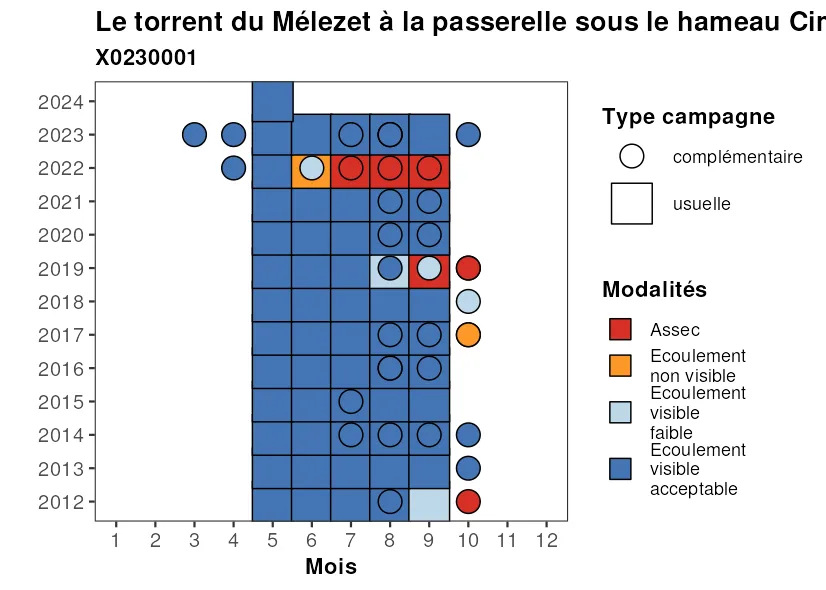 Le torrent du Mélezet à la passerelle sous le hameau Cir
X0230001
2024
2023
2022
2021
2020
2019
2018
2017
2016
2015
2014
2013
2012
1 2 3 4 5 6 7 8 9 10 11 12
Mois
Type campagne
complémentaire
usuelle
Modalités
Assec
Ecoulement
non visible
Ecoulement
visible
faible
Ecoulement
visible
acceptable